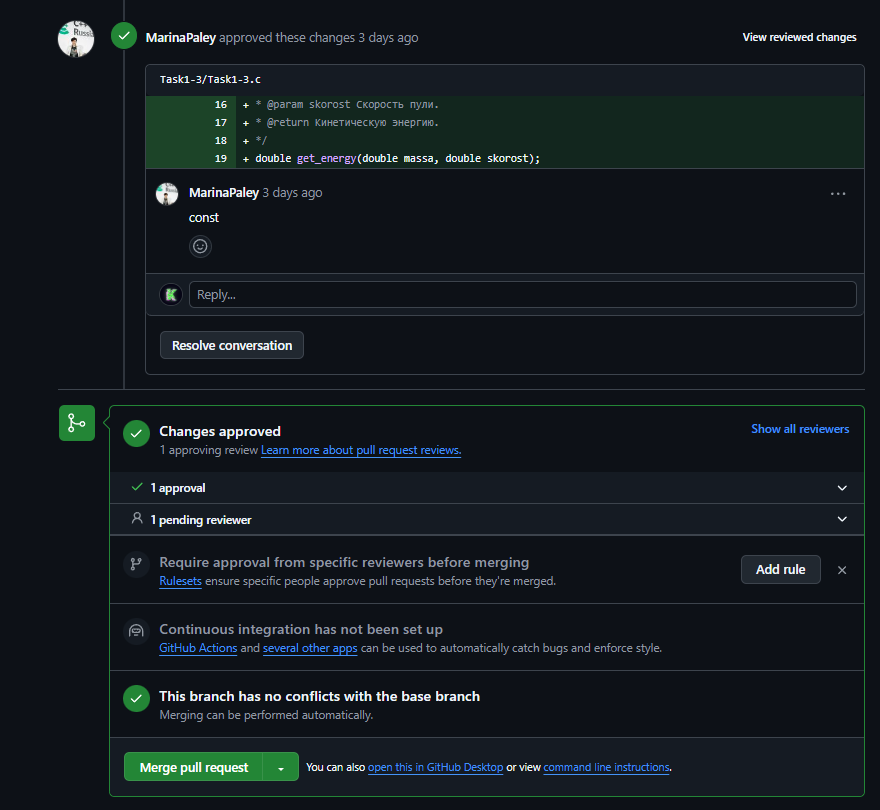 MarinaPaley approved these changes 3 days ago
View reviewed changes
Task1-3/Task1-3.c
16 + * @param skorost Скорость пули.
17 + * @return Кинетическую энергию.
18 + */
19 + double get_energy(double massa, double skorost);
MarinaPaley 3 days ago
const
Reply...
Resolve conversation
Changes approved
Show all reviewers
1 approving review Learn more about pull request reviews.
1 approval
1 pending reviewer
Require approval from specific reviewers before merging
Rulesets ensure specific people approve pull requests before they're merged.
Add rule
Continuous integration has not been set up
GitHub Actions and several other apps can be used to automatically catch bugs and enforce style.
This branch has no conflicts with the base branch
Merging can be performed automatically.
Merge pull request
You can also open this in GitHub Desktop or view command line instructions.